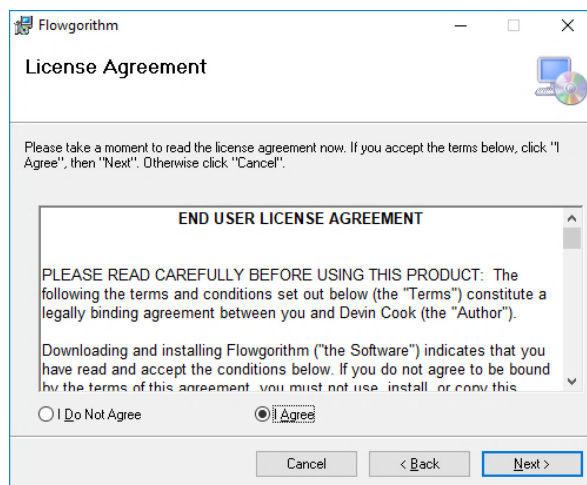 Flowgorithm
License Agreement
Please take a moment to read the license agreement now. If you accept the terms below, click "I
Agree", then "Next". Otherwise click "Cancel".
END USER LICENSE AGREEMENT
PLEASE READ CAREFULLY BEFORE USING THIS PRODUCT: The
following the terms and conditions set out below (the "Terms") constitute a
legally binding agreement between you and Devin Cook (the "Author").
Downloading and installing Flowgorithm ("the Software") indicates that you
have read and accept the conditions below. If you do not agree to be bound
by the terms of this agreement, you must not use, install, or copy this
I Do Not Agree
I Agree
Cancel
< Back
Next >